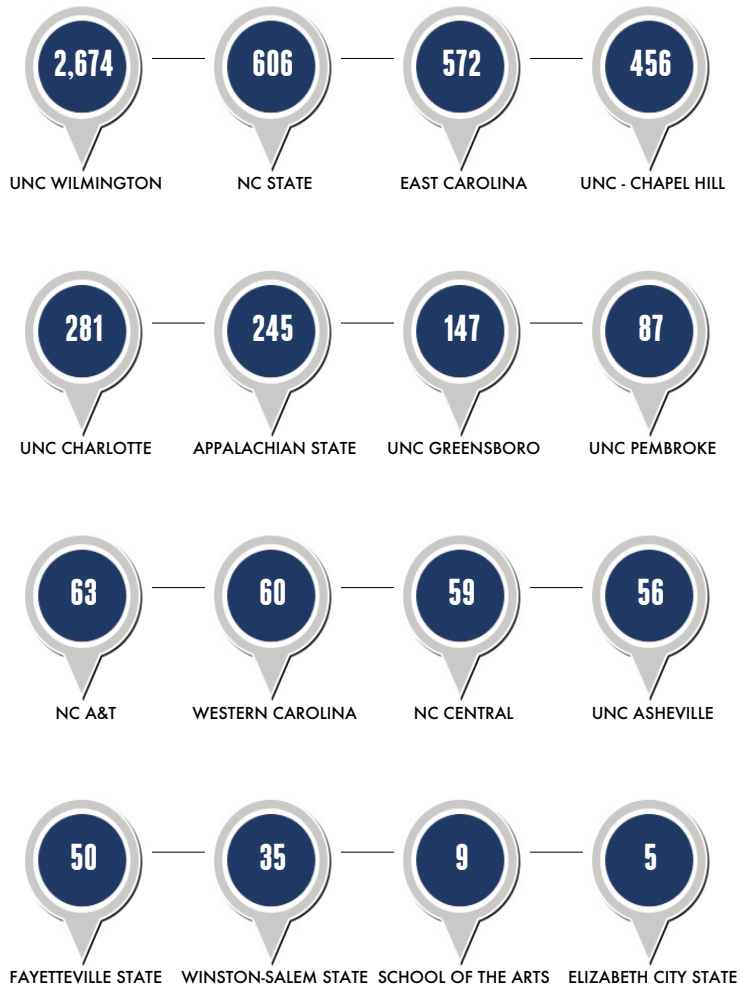 2,674 606 572 456
UNC WILMINGTON NC STATE EAST CAROLINA UNC - CHAPEL HILL
281 245 147 87
UNC CHARLOTTE APPALACHIAN STATE UNC GREENSBORO UNC PEMBROKE
63 60 59 56
NC A&T WESTERN CAROLINA NC CENTRAL UNC ASHEVILLE
50 35 9 5
FAYETTEVILLE STATE WINSTON-SALEM STATE SCHOOL OF THE ARTS ELIZABETH CITY STATE